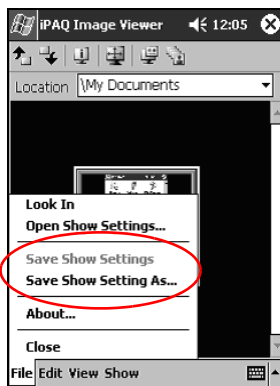 iPAQ Image Viewer 12:05
Location \My Documents
Look In
Open Show Settings...
Save Show Settings
Save Show Setting As...
About...
Close
File Edit View Show